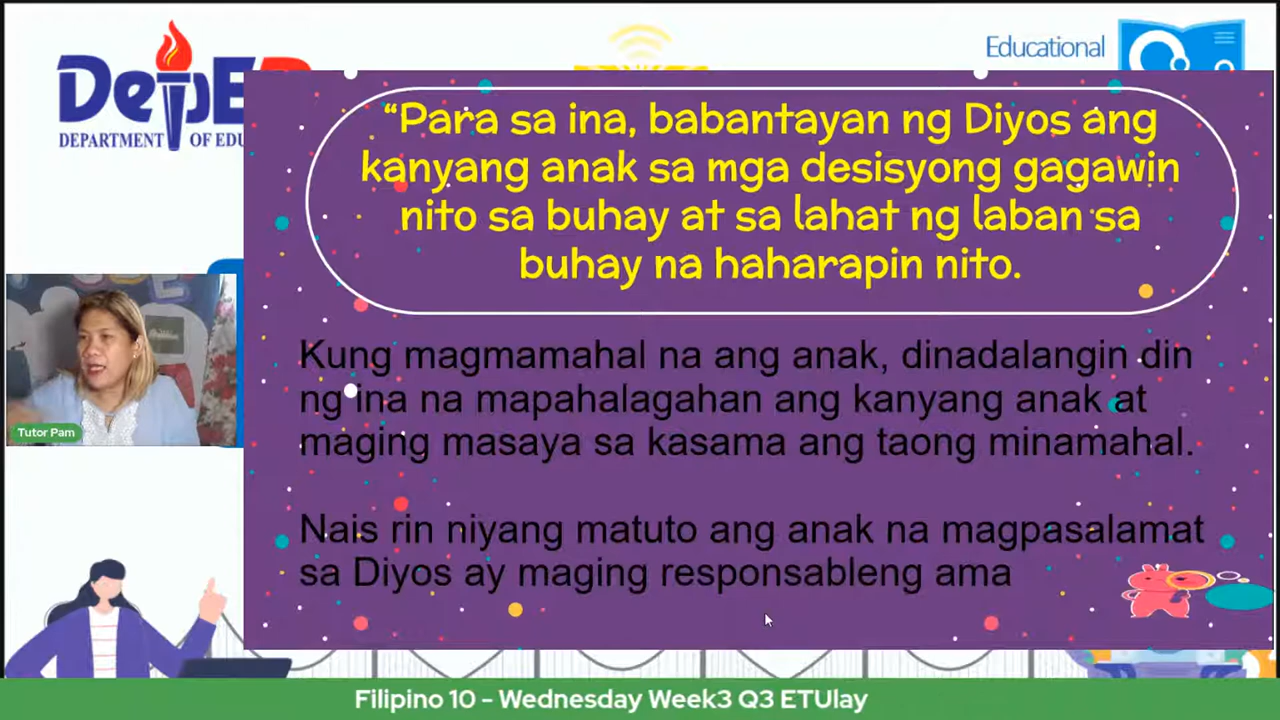 DepED
DEPARTMENT OF EDU
Educational
“Para sa ina, babantayan ng Diyos ang
kanyang anak sa mga desisyong gagawin
nito sa buhay at sa lahat ng laban sa
buhay na haharapin nito.
Kung magmamahal na ang anak, dinadalangin din
ng ina na mapahalagahan ang kanyang anak at
maging masaya sa kasama ang taong minamahal.
Nais rin niyang matuto ang anak na magpasalamat
sa Diyos ay maging responsableng ama
Tutor Pam
Filipino 10 - Wednesday Week3 Q3 ETUlay